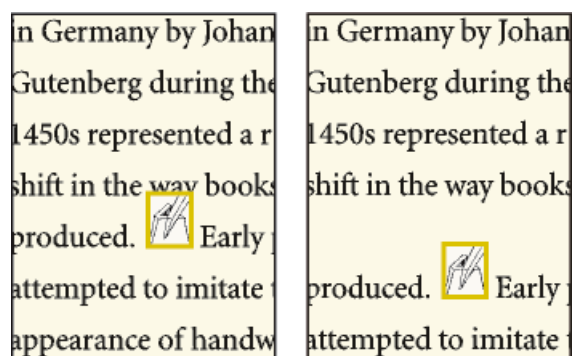 in Germany by Johan
Gutenberg during the
1450s represented a r
shift in the way books
produced. Early
attempted to imitate
appearance of handw
in Germany by Johan
Gutenberg during the
1450s represented a r
shift in the way books
produced. Early
attempted to imitate